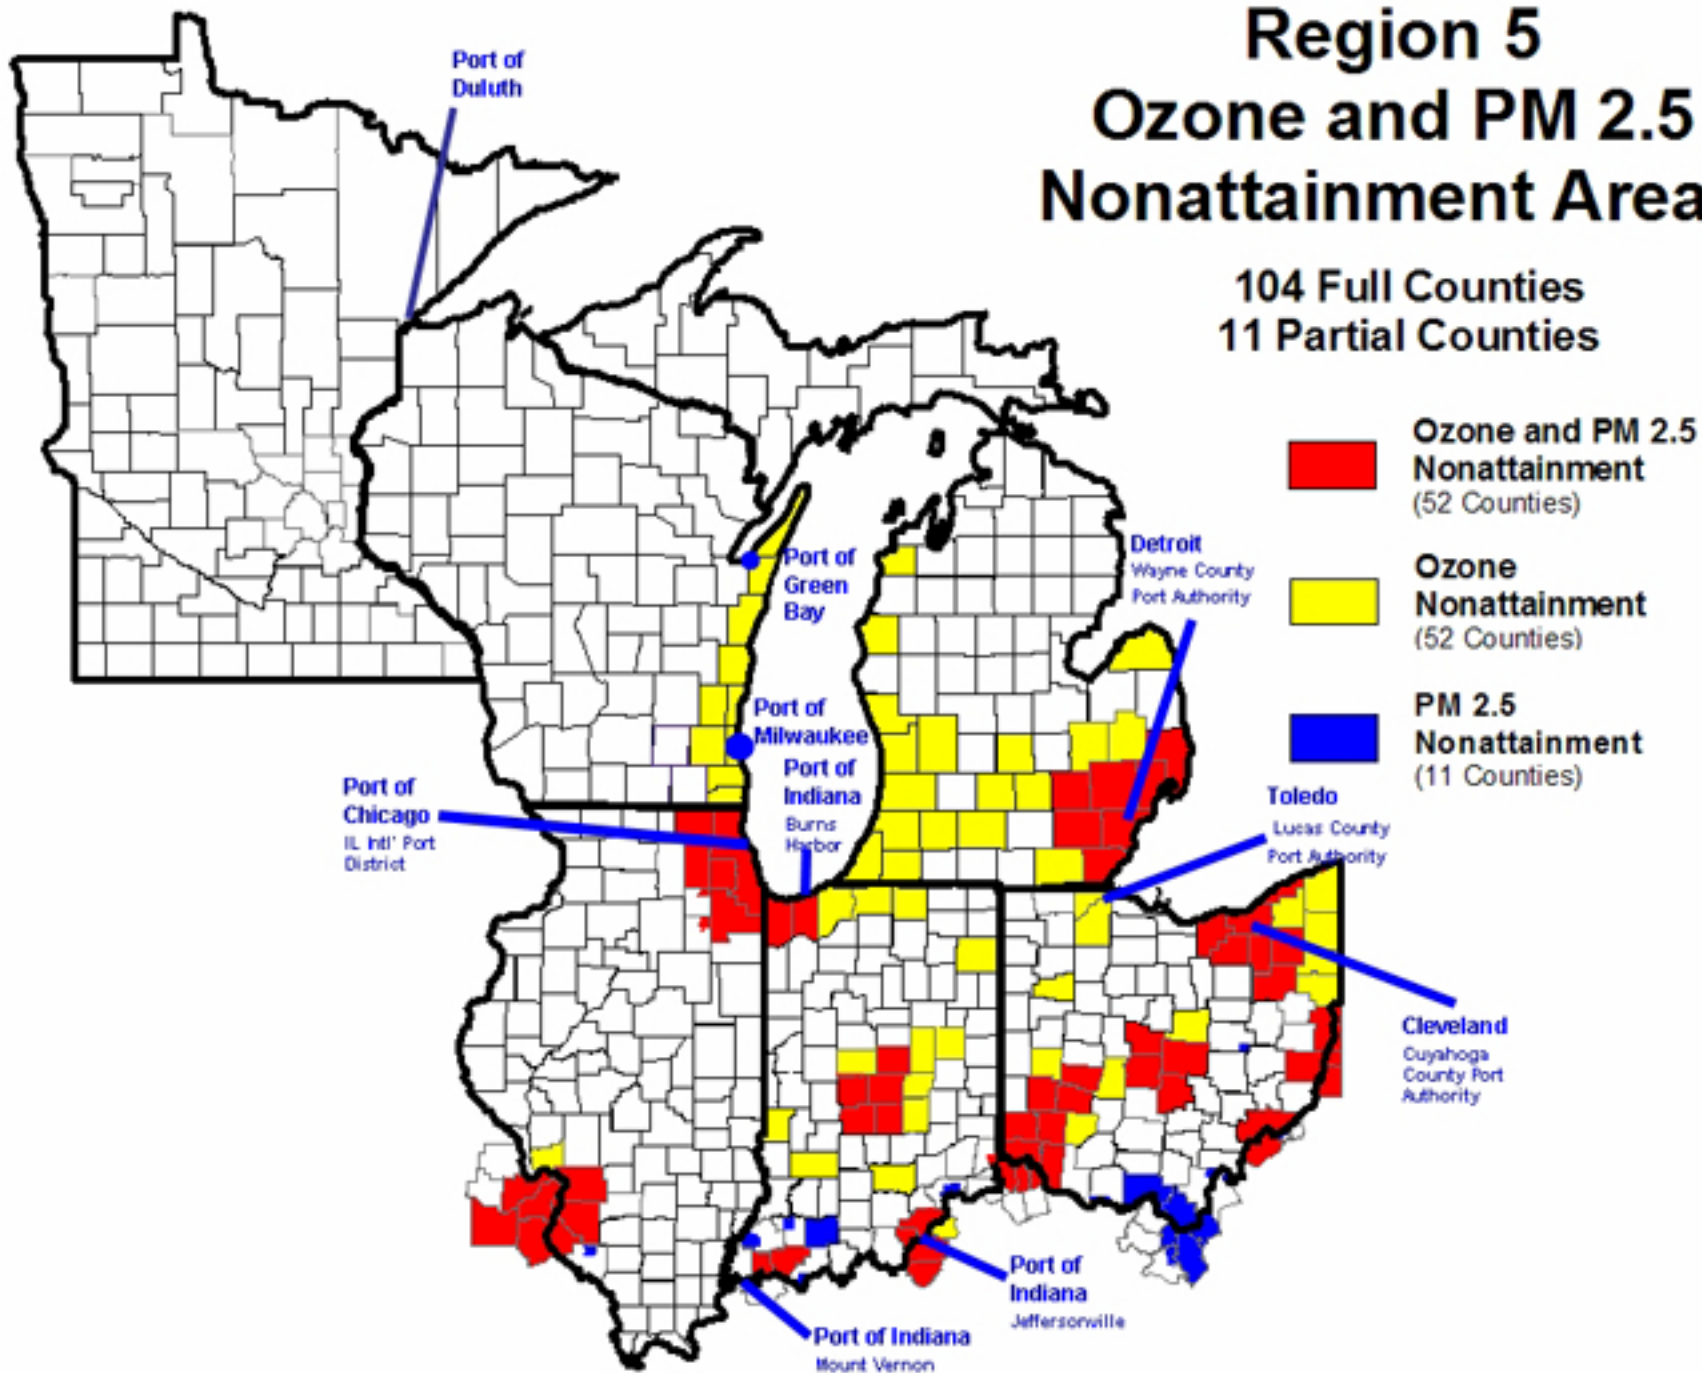 Region 5
Ozone and PM 2.5
Nonattainment Area
104 Full Counties
11 Partial Counties
Ozone and PM 2.5
Nonattainment
(52 Counties)
Ozone
Nonattainment
(52 Counties)
PM 2.5
Nonattainment
(11 Counties)
Port of
Duluth
Port of
Green
Bay
Detroit
Wayne County
Port Authority
Port of
Milwaukee
Port of
Indiana
Burns
Harbor
Port of
Chicago
IL Intl' Port
District
Toledo
Lucas County
Port Authority
Cleveland
Cuyahoga
County Port
Authority
Port of
Indiana
Jeffersonville
Port of Indiana
Mount Vernon